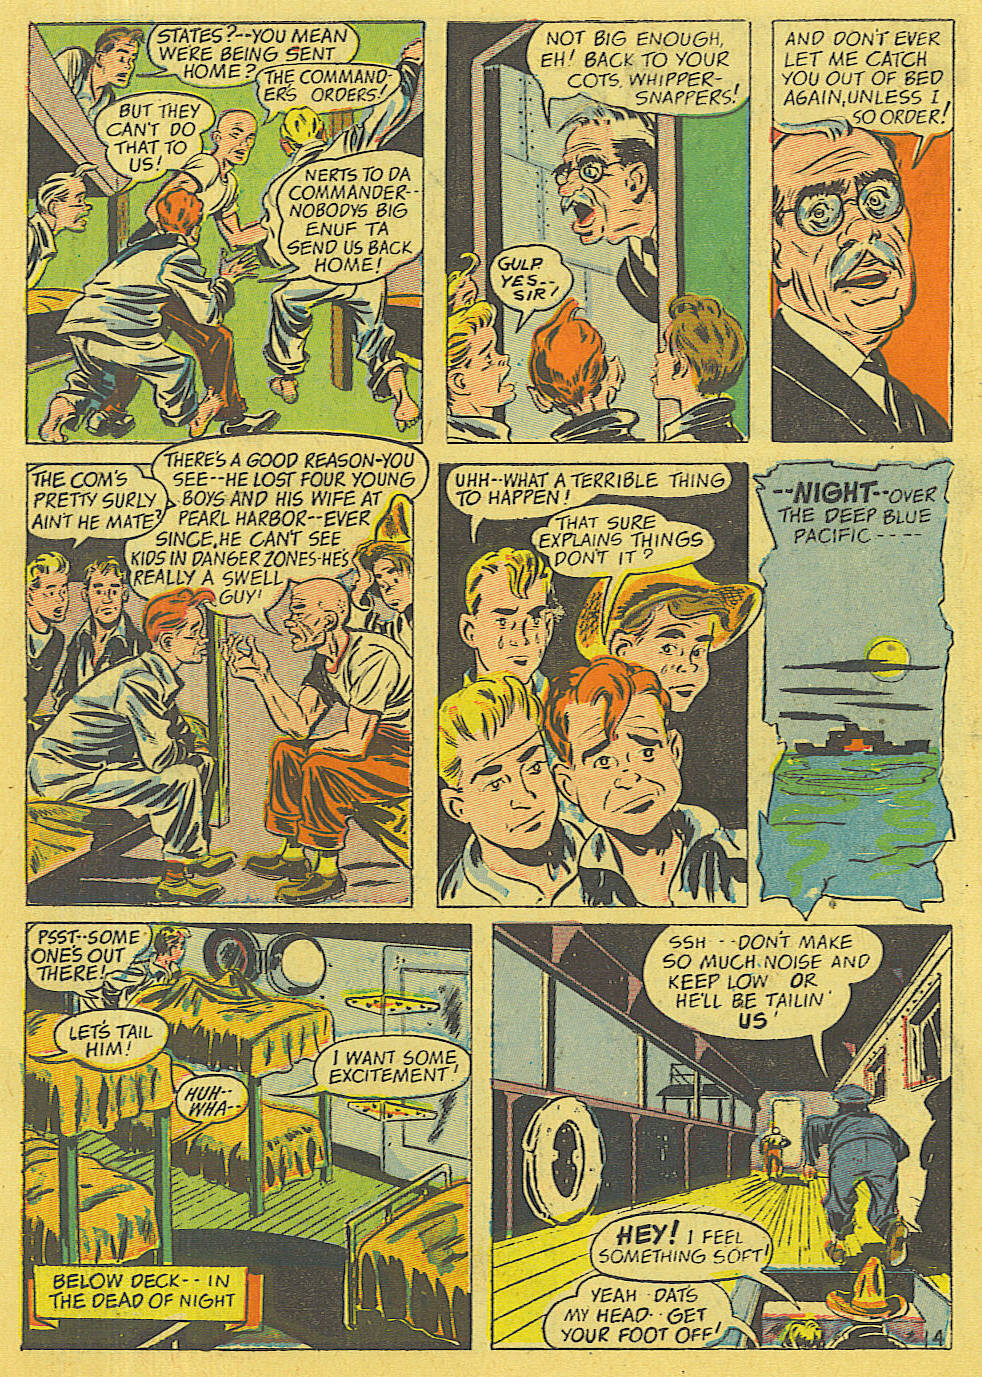 STATES?--YOU MEAN
WE'RE BEING SENT
HOME?
THE COMMAND-
ER'S ORDERS!
BUT THEY
CAN'T DO
THAT TO
US!
NERTS TO DA
COMMANDER--
NOBODYS BIG
ENUF TA
SEND US BACK
HOME!
NOT BIG ENOUGH,
EH! BACK TO YOUR
COTS, WHIPPER-
SNAPPERS!
GULP
YES--
SIR!
AND DON'T EVER
LET ME CATCH
YOU OUT OF BED
AGAIN, UNLESS I
SO ORDER!
THE COM'S
PRETTY SURLY
AIN'T HE MATE?
THERE'S A GOOD REASON-YOU
SEE--HE LOST FOUR YOUNG
BOYS AND HIS WIFE AT
PEARL HARBOR--EVER
SINCE, HE CAN'T SEE
KIDS IN DANGER ZONES-HE'S
REALLY A SWELL
GUY!
UHH--WHAT A TERRIBLE THING
TO HAPPEN!
THAT SURE
EXPLAINS THINGS
DON'T IT?
--NIGHT--OVER
THE DEEP BLUE
PACIFIC----
PSST--SOME
ONE'S OUT
THERE!
LET'S TAIL
HIM!
HUH--
WHA--
I WANT SOME
EXCITEMENT!
BELOW DECK--IN
THE DEAD OF NIGHT
SSH--DON'T MAKE
SO MUCH NOISE AND
KEEP LOW OR
HE'LL BE TAILIN'
US!
HEY! I FEEL
SOMETHING SOFT!
YEAH DAT'S
MY HEAD--GET
YOUR FOOT OFF!
4